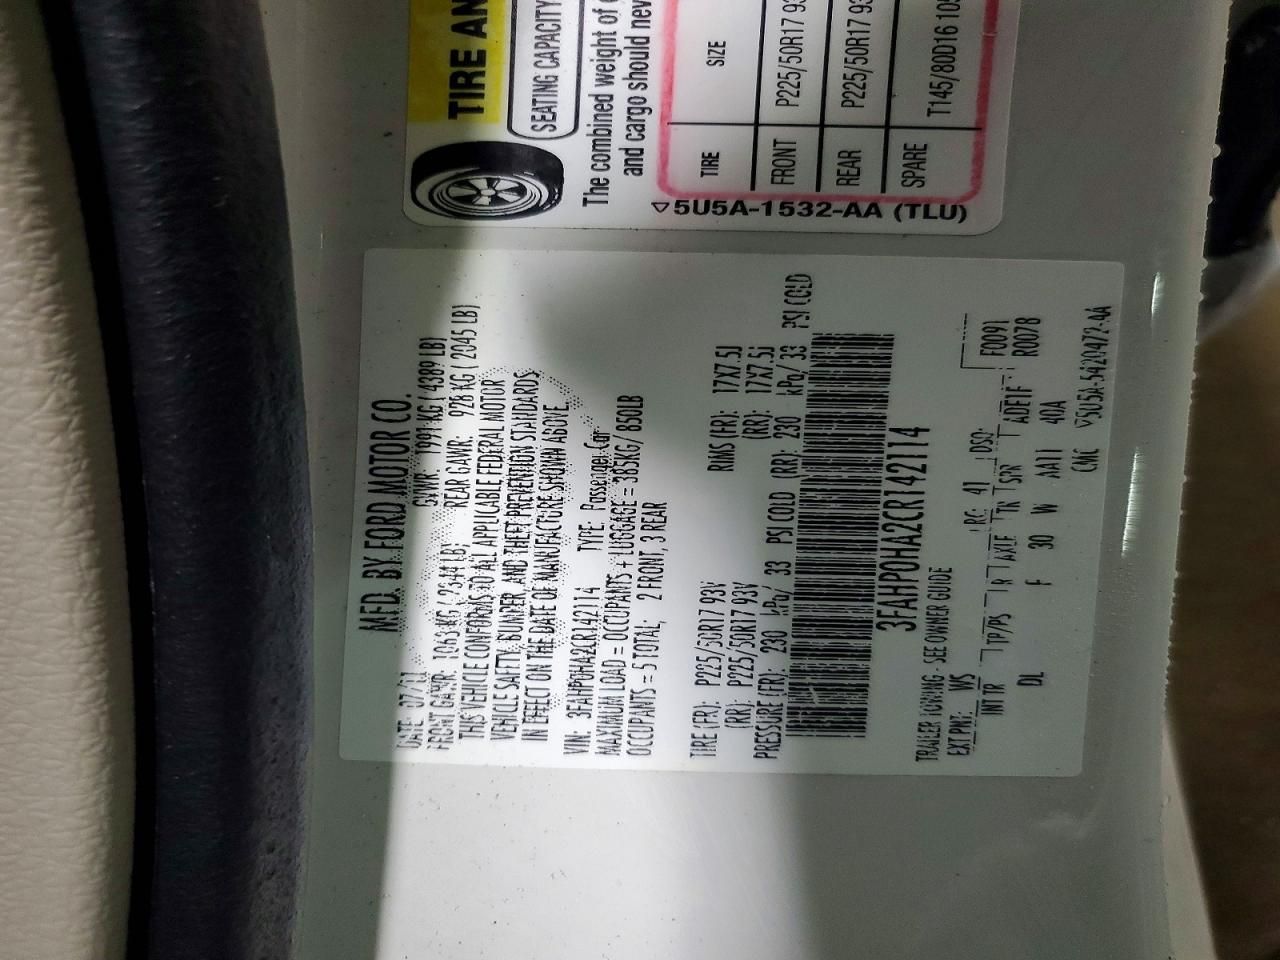 TIRE AN
SEATING CAPACITY
The combined weight of
and cargo should nev
TIRE SIZE
FRONT P225/50R17 93
REAR P225/50R17 93
SPARE T145/80D16 10
5U5A-1532-AA (TLU)
MFD. BY FORD MOTOR CO.
DATE: 07/11 GVWR: 1991 KG ( 4389 LB)
FRONT GAWR: 1063 KG ( 2344 LB) REAR GAWR: 928 KG ( 2045 LB)
THIS VEHICLE CONFORMS TO ALL APPLICABLE FEDERAL MOTOR
VEHICLE SAFETY, BUMPER, AND THEFT PREVENTION STANDARDS
IN EFFECT ON THE DATE OF MANUFACTURE SHOWN ABOVE.
VIN: 3FAHP0HA2CR142114 TYPE: Passenger Car
MAXIMUM LOAD = OCCUPANTS + LUGGAGE = 385KG/ 850LB
OCCUPANTS = 5 TOTAL, 2 FRONT, 3 REAR
TIRE (FR): P225/50R17 93V RIMS (FR): 17X7.5J
(RR): P225/50R17 93V (RR): 17X7.5J
PRESSURE (FR): 230 kPa/ 33 PSI COLD (RR): 230 kPa/ 33 PSI COLD
3FAHP0HA2CR142114
TRAILER TOWING - SEE OWNER GUIDE
EXT PNT: WS RC: 41 DSO: F0091
INT TR TP/PS R AXLE TR SPR ADE1F R0078
DL F 30 W AA11 40A
CMC 5U5A-5420472-AA